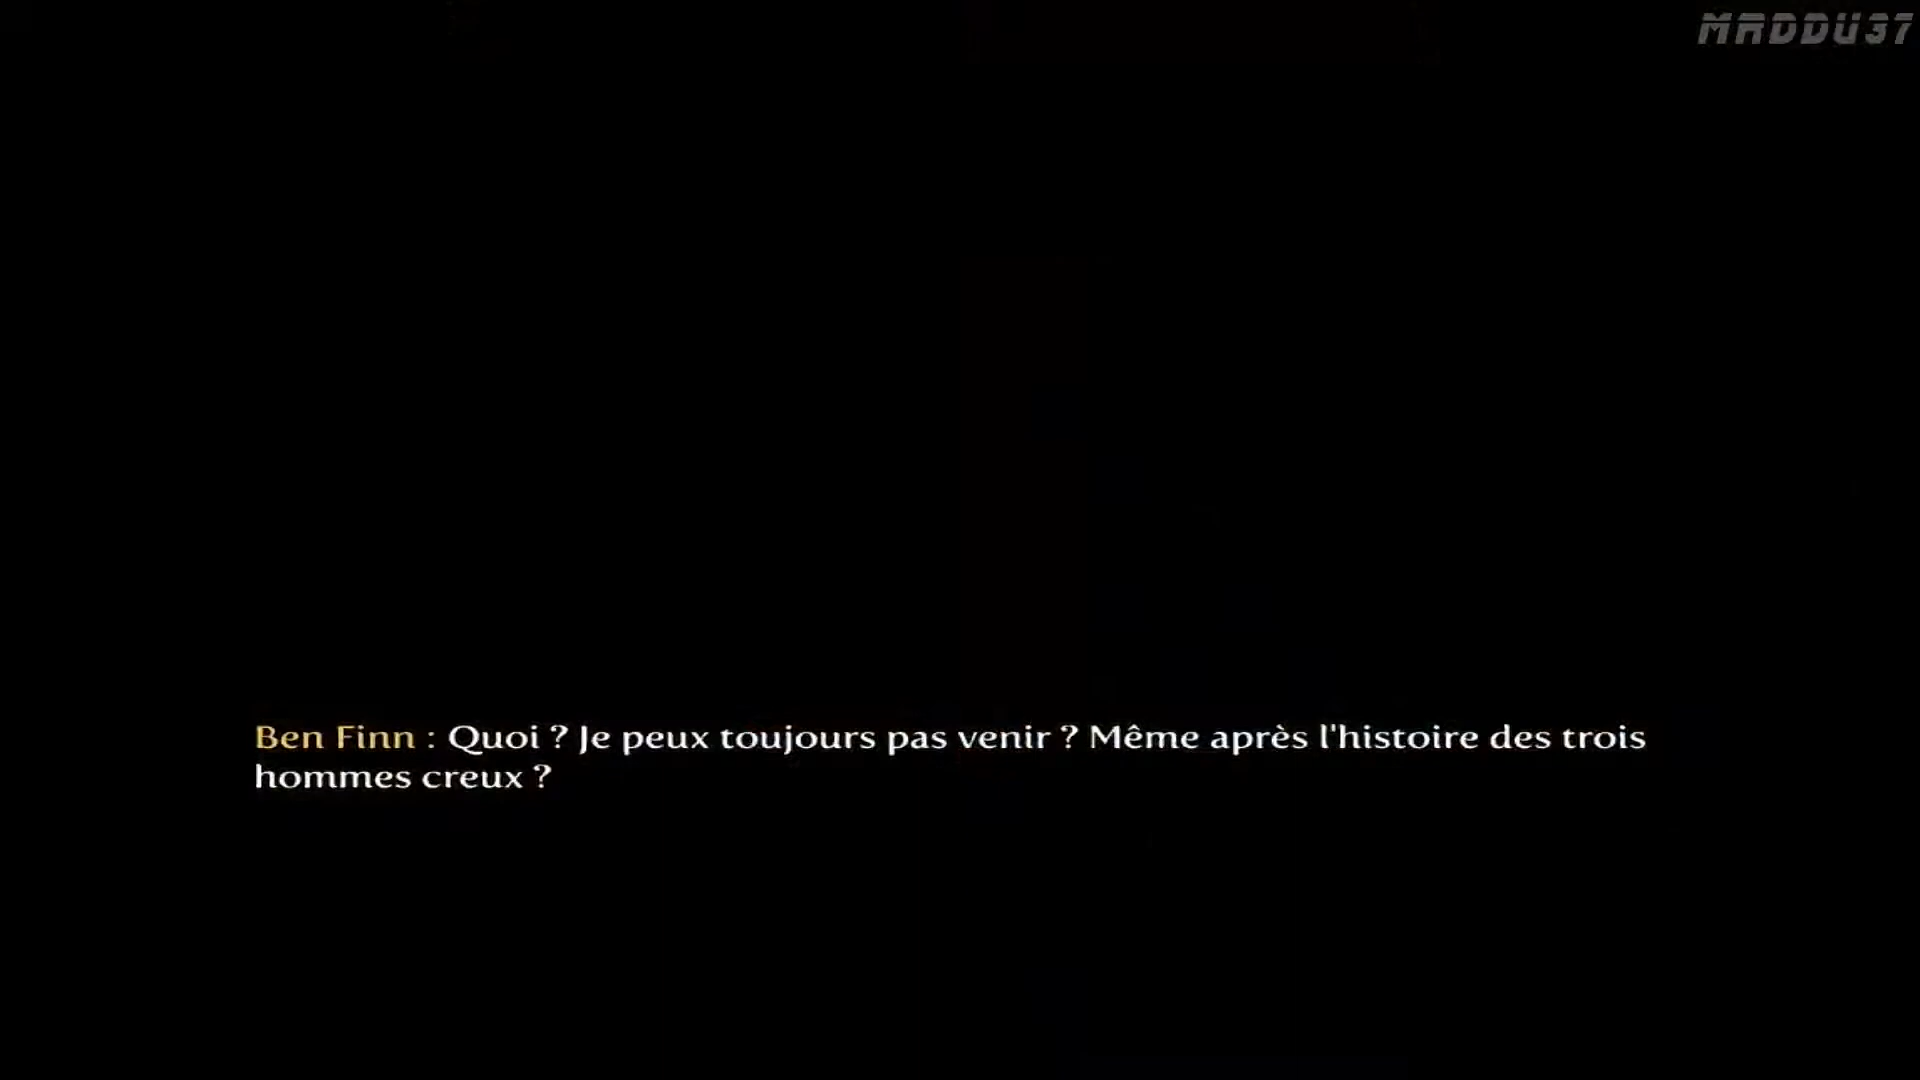 MADDU37
Ben Finn : Quoi ? Je peux toujours pas venir ? Même après l'histoire des trois
hommes creux ?